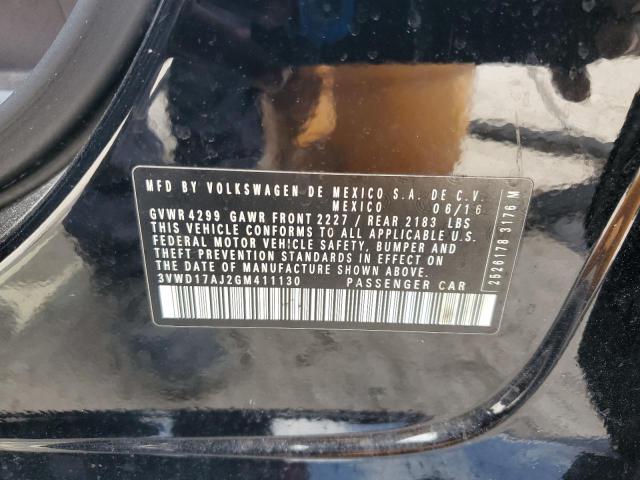 MFD BY VOLKSWAGEN DE MEXICO S.A. DE C.V.
MEXICO 06/16
GVWR 4299 GAWR FRONT 2227 / REAR 2183 LBS
THIS VEHICLE CONFORMS TO ALL APPLICABLE U.S.
FEDERAL MOTOR VEHICLE SAFETY, BUMPER AND
THEFT PREVENTION STANDARDS IN EFFECT ON
THE DATE OF MANUFACTURE SHOWN ABOVE.
3VWD17AJ2GM411130 PASSENGER CAR
2526178 3176 M